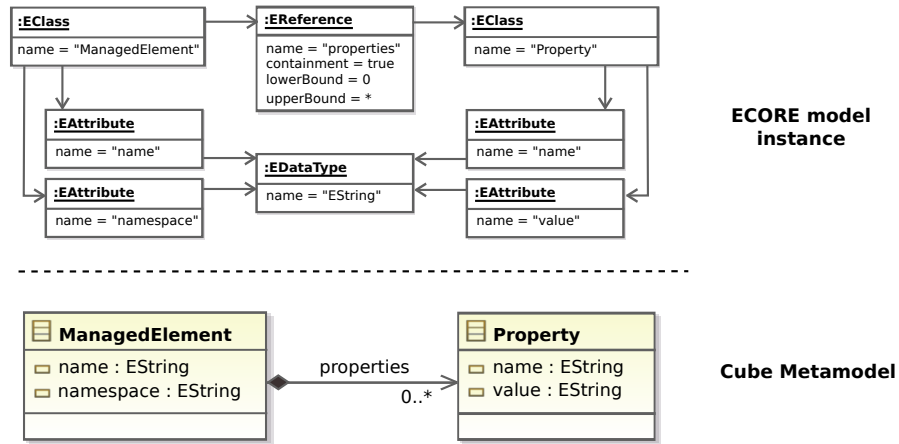 :EClass
name = "ManagedElement"
:EReference
name = "properties"
containment = true
lowerBound = 0
upperBound = *
:EClass
name = "Property"
:EAttribute
name = "name"
:EAttribute
name = "namespace"
:EDataType
name = "EString"
:EAttribute
name = "name"
:EAttribute
name = "value"
ECORE model
instance
ManagedElement
name : EString
namespace : EString
properties
0..*
Property
name : EString
value : EString
Cube Metamodel